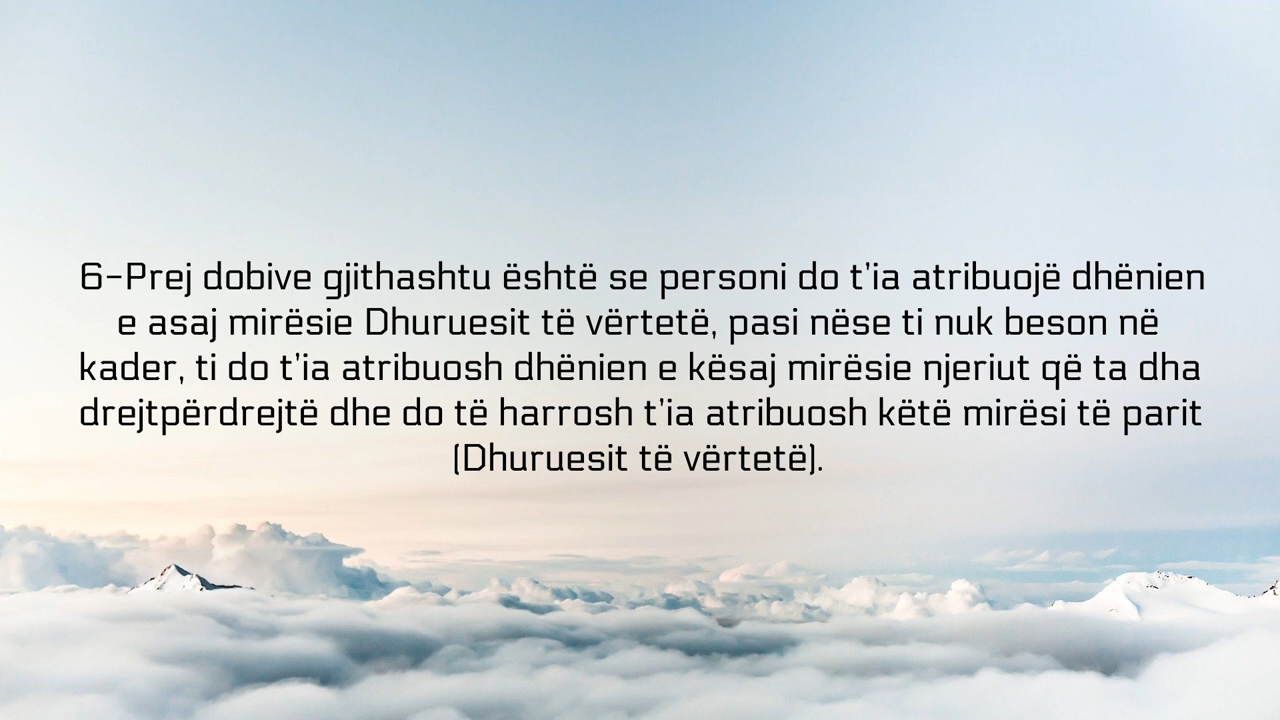 6-Prej dobive gjithashtu është se personi do t'ia atribuojë dhënien
e asaj mirësie Dhuruesit të vërtetë, pasi nëse ti nuk beson në
kader, ti do t'ia atribuosh dhënien e kësaj mirësie njeriut që ta dha
drejtpërdrejtë dhe do të harrosh t'ia atribuosh këtë mirësi të parit
(Dhuruesit të vërtetë).